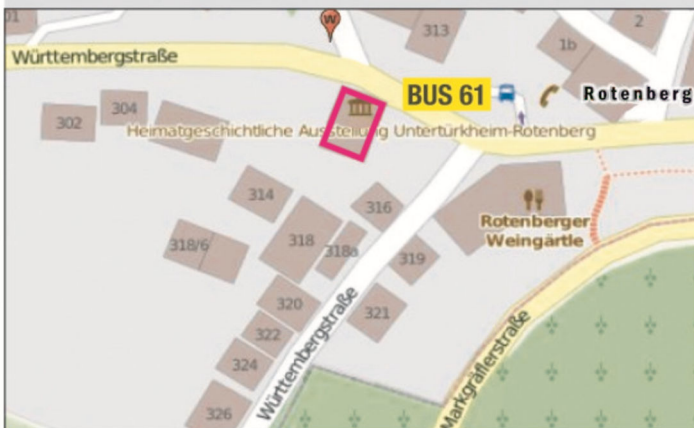 W
313
2
1b
Württembergstraße
BUS 61
Rotenberg
304
302
Heimatgeschichtliche Ausstellung Untertürkheim-Rotenberg
314
316
Rotenberger
Weingärtle
318/6
318
318a
319
320
321
322
324
326
Württembergstraße
Markgräflerstraße